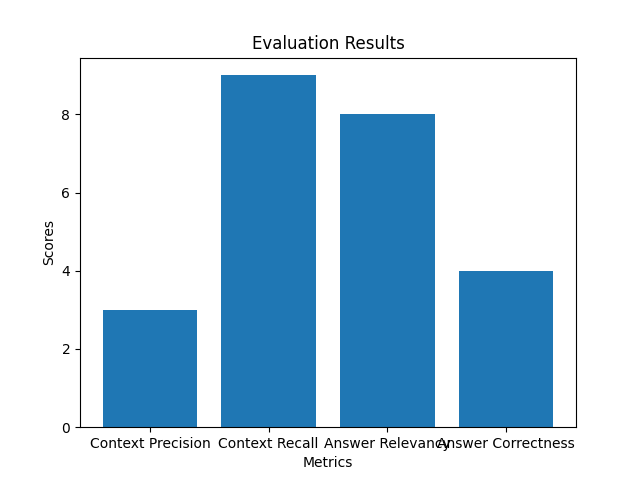 Evaluation Results
8
6
4
2
0
Scores
Context Precision
Context Recall
Answer Relevancy
Answer Correctness
Metrics